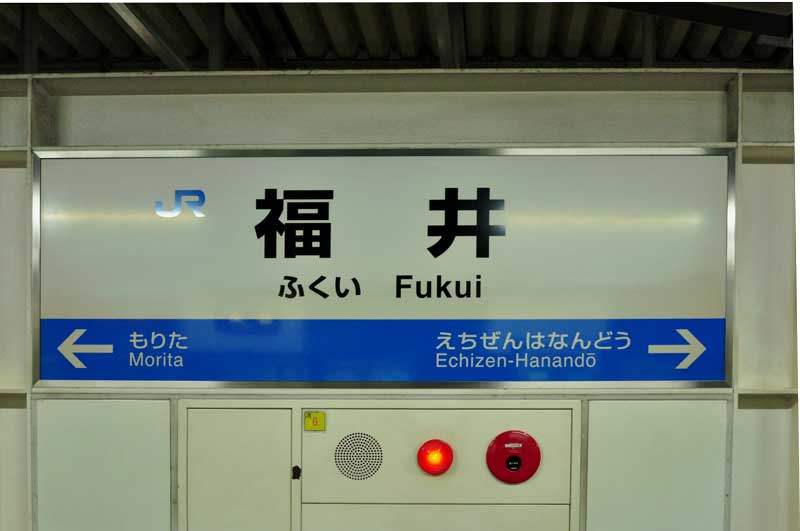 JR
福井
ふくい Fukui
もりた
Morita
えちぜんはなんどう
Echizen-Hanandō
6